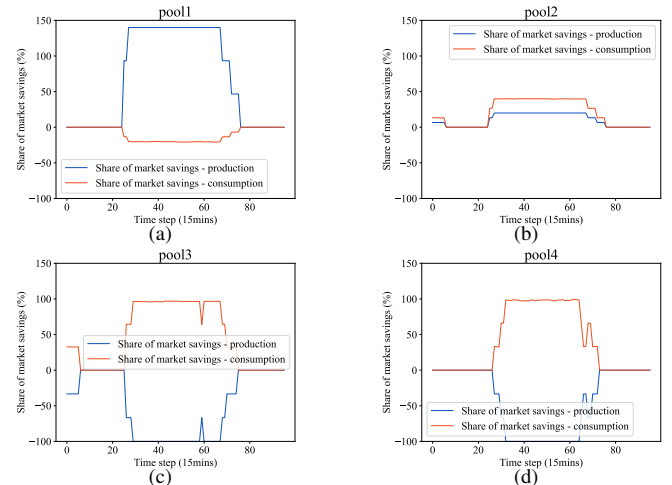 pool1
150
100
50
0
−50
−100
Share of market savings (%)
Share of market savings - production
Share of market savings - consumption
0 20 40 60 80
Time step (15mins)
(a)
pool2
150
100
50
0
−50
−100
Share of market savings (%)
Share of market savings - production
Share of market savings - consumption
0 20 40 60 80
Time step (15mins)
(b)
pool3
150
100
50
0
−50
−100
Share of market savings (%)
Share of market savings - production
Share of market savings - consumption
0 20 40 60 80
Time step (15mins)
(c)
pool4
150
100
50
0
−50
−100
Share of market savings (%)
Share of market savings - production
Share of market savings - consumption
0 20 40 60 80
Time step (15mins)
(d)